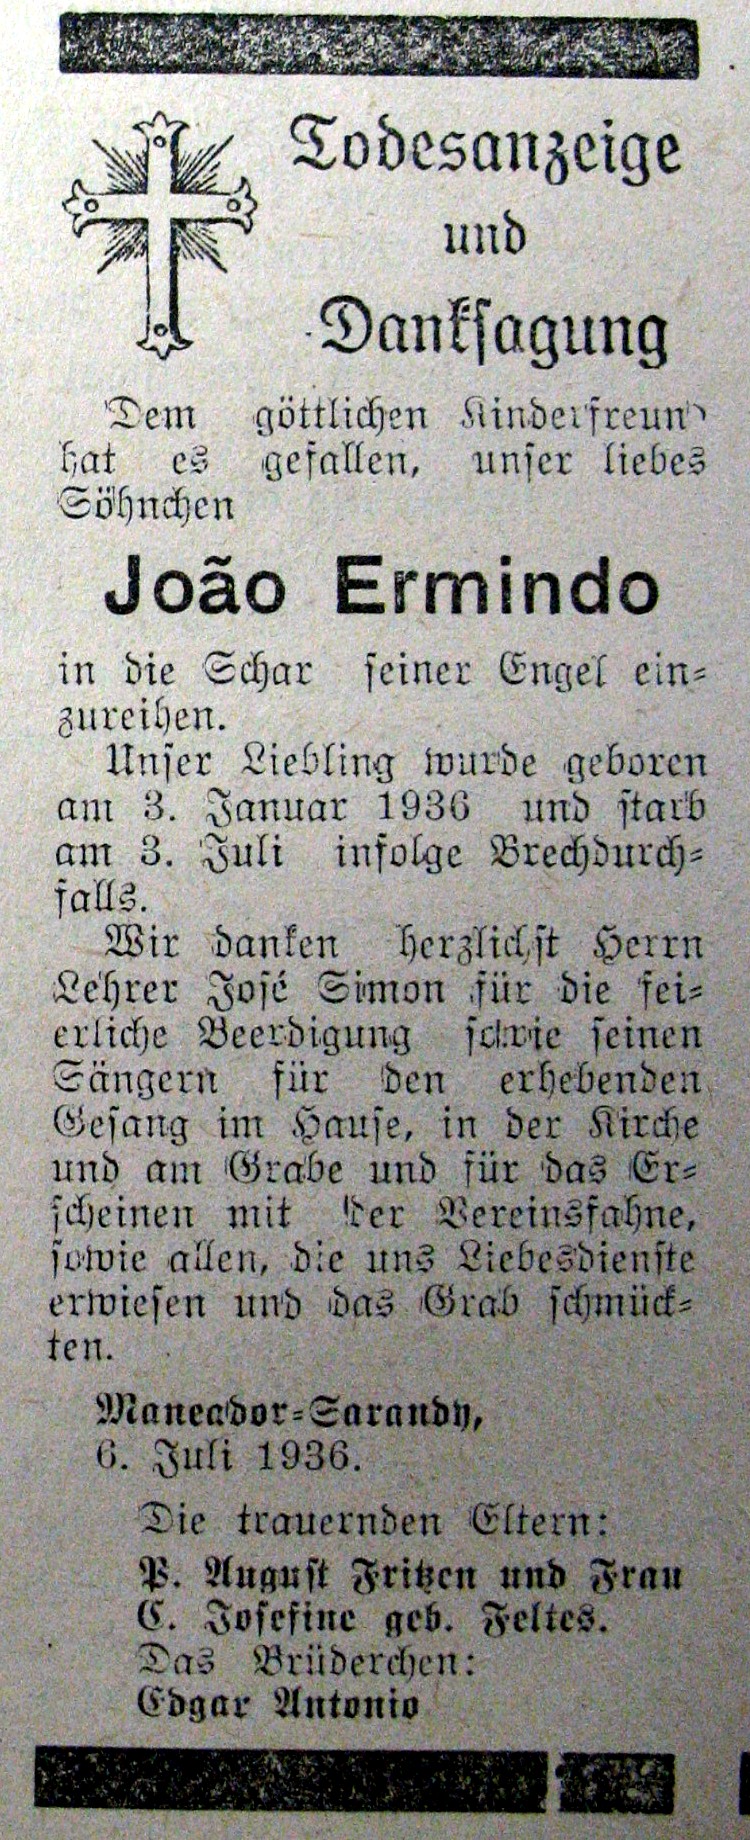 Todesanzeige
und
Danksagung
Dem göttlichen Kinderfreund
hat es gefallen, unser liebes
Söhnchen
João Ermindo
in die Schar seiner Engel ein-
zureihen.
Unser Liebling wurde geboren
am 3. Januar 1936 und starb
am 3. Juli infolge Brechdurch-
falls.
Wir danken herzlichst Herrn
Lehrer José Simon für die fei-
erliche Beerdigung sowie seinen
Sängern für den erhebenden
Gesang im Hause, in der Kirche
und am Grabe und für das Er-
scheinen mit der Vereinsfahne,
sowie allen, die uns Liebesdienste
erwiesen und das Grab schmück-
ten.
Maneador-Sarandy,
6. Juli 1936.
Die trauernden Eltern:
P. August Fritzen und Frau
C. Josefine geb. Feltes.
Das Brüderchen:
Edgar Antonio